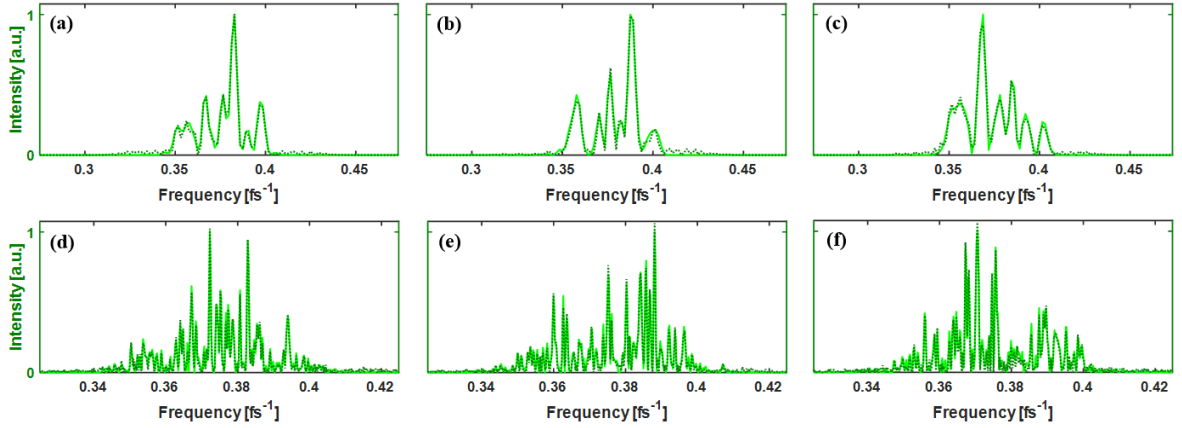 (a) (b) (c)
Intensity [a.u.]
1
0
0.3 0.35 0.4 0.45 0.3 0.35 0.4 0.45 0.3 0.35 0.4 0.45
Frequency [fs-1] Frequency [fs-1] Frequency [fs-1]
(d) (e) (f)
Intensity [a.u.]
1
0
0.34 0.36 0.38 0.4 0.42 0.34 0.36 0.38 0.4 0.42 0.34 0.36 0.38 0.4 0.42
Frequency [fs-1] Frequency [fs-1] Frequency [fs-1]